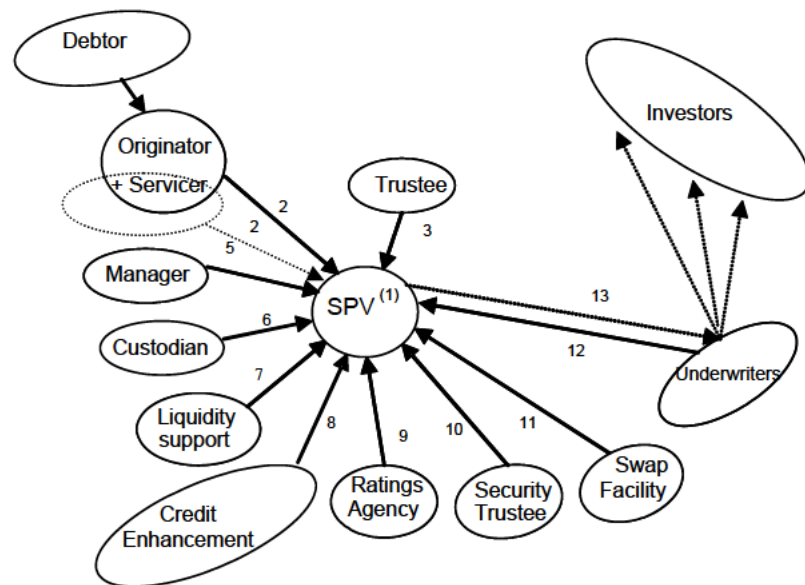 Debtor
Investors
Originator
+ Servicer
Trustee
2
2
3
5
Manager
SPV (1)
13
6
Custodian
12
Underwriters
7
Liquidity
support
8
9
10
11
Credit
Enhancement
Ratings
Agency
Security
Trustee
Swap
Facility